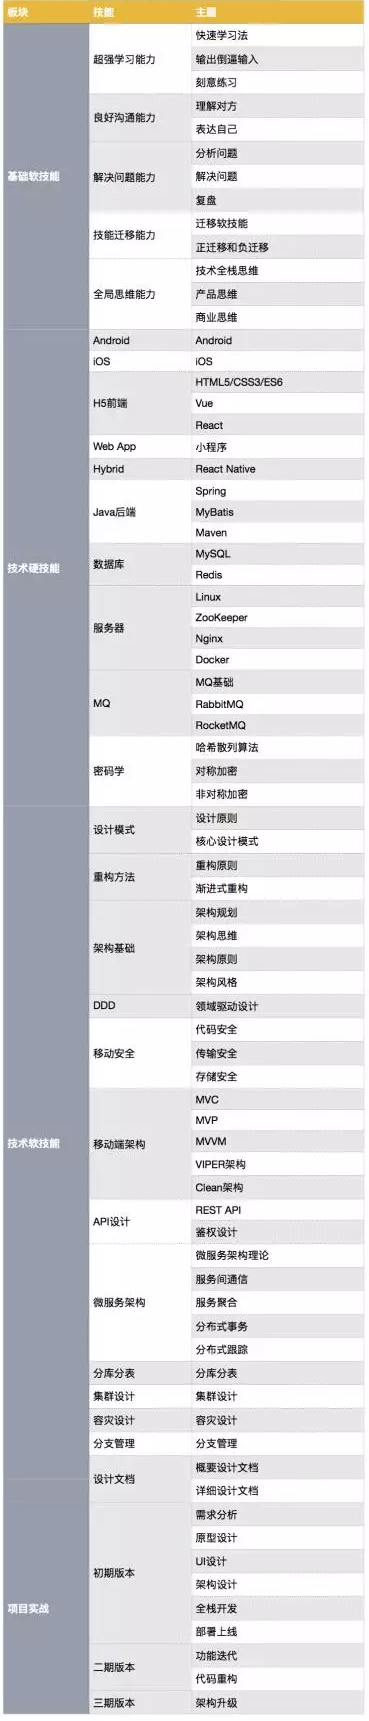 板块 技能 主题
基础软技能
超强学习能力
快速学习法
输出倒逼输入
刻意练习
良好沟通能力
理解对方
表达自己
解决问题能力
分析问题
解决问题
复盘
技能迁移能力
迁移软技能
正迁移和负迁移
全局思维能力
技术全栈思维
产品思维
商业思维
技术硬技能
Android Android
iOS iOS
H5前端
HTML5/CSS3/ES6
Vue
React
Web App 小程序
Hybrid React Native
Java后端
Spring
MyBatis
Maven
数据库
MySQL
Redis
服务器
Linux
ZooKeeper
Nginx
Docker
MQ
MQ基础
RabbitMQ
RocketMQ
密码学
哈希散列算法
对称加密
非对称加密
技术软技能
设计模式
设计原则
核心设计模式
重构方法
重构原则
渐进式重构
架构基础
架构规划
架构思维
架构原则
架构风格
DDD 领域驱动设计
移动安全
代码安全
传输安全
存储安全
移动端架构
MVC
MVP
MVVM
VIPER架构
Clean架构
API设计
REST API
鉴权设计
微服务架构
微服务架构理论
服务间通信
服务聚合
分布式事务
分布式跟踪
分库分表 分库分表
集群设计 集群设计
容灾设计 容灾设计
分支管理 分支管理
设计文档
概要设计文档
详细设计文档
项目实战
初期版本
需求分析
原型设计
UI设计
架构设计
全栈开发
部署上线
二期版本
功能迭代
代码重构
三期版本 架构升级